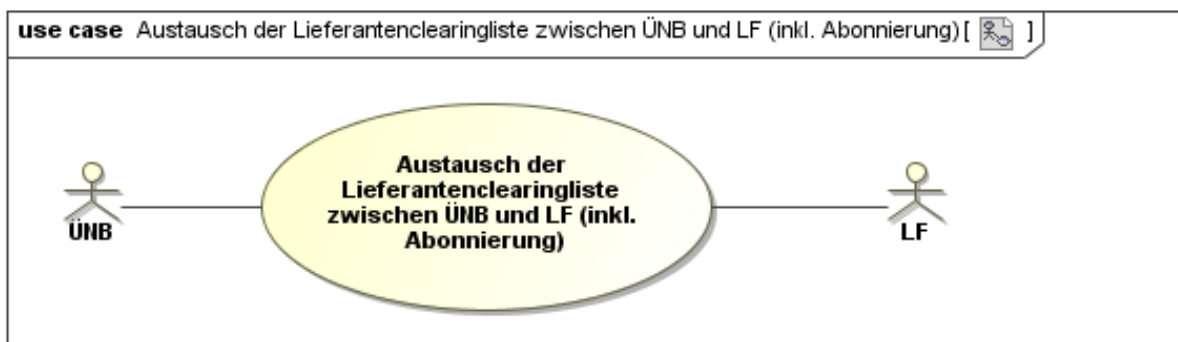 use case Austausch der Lieferantenclearingliste zwischen ÜNB und LF (inkl. Abonnierung) [ ]
Austausch der
Lieferantenclearingliste
zwischen ÜNB und LF (inkl.
Abonnierung)
ÜNB
LF